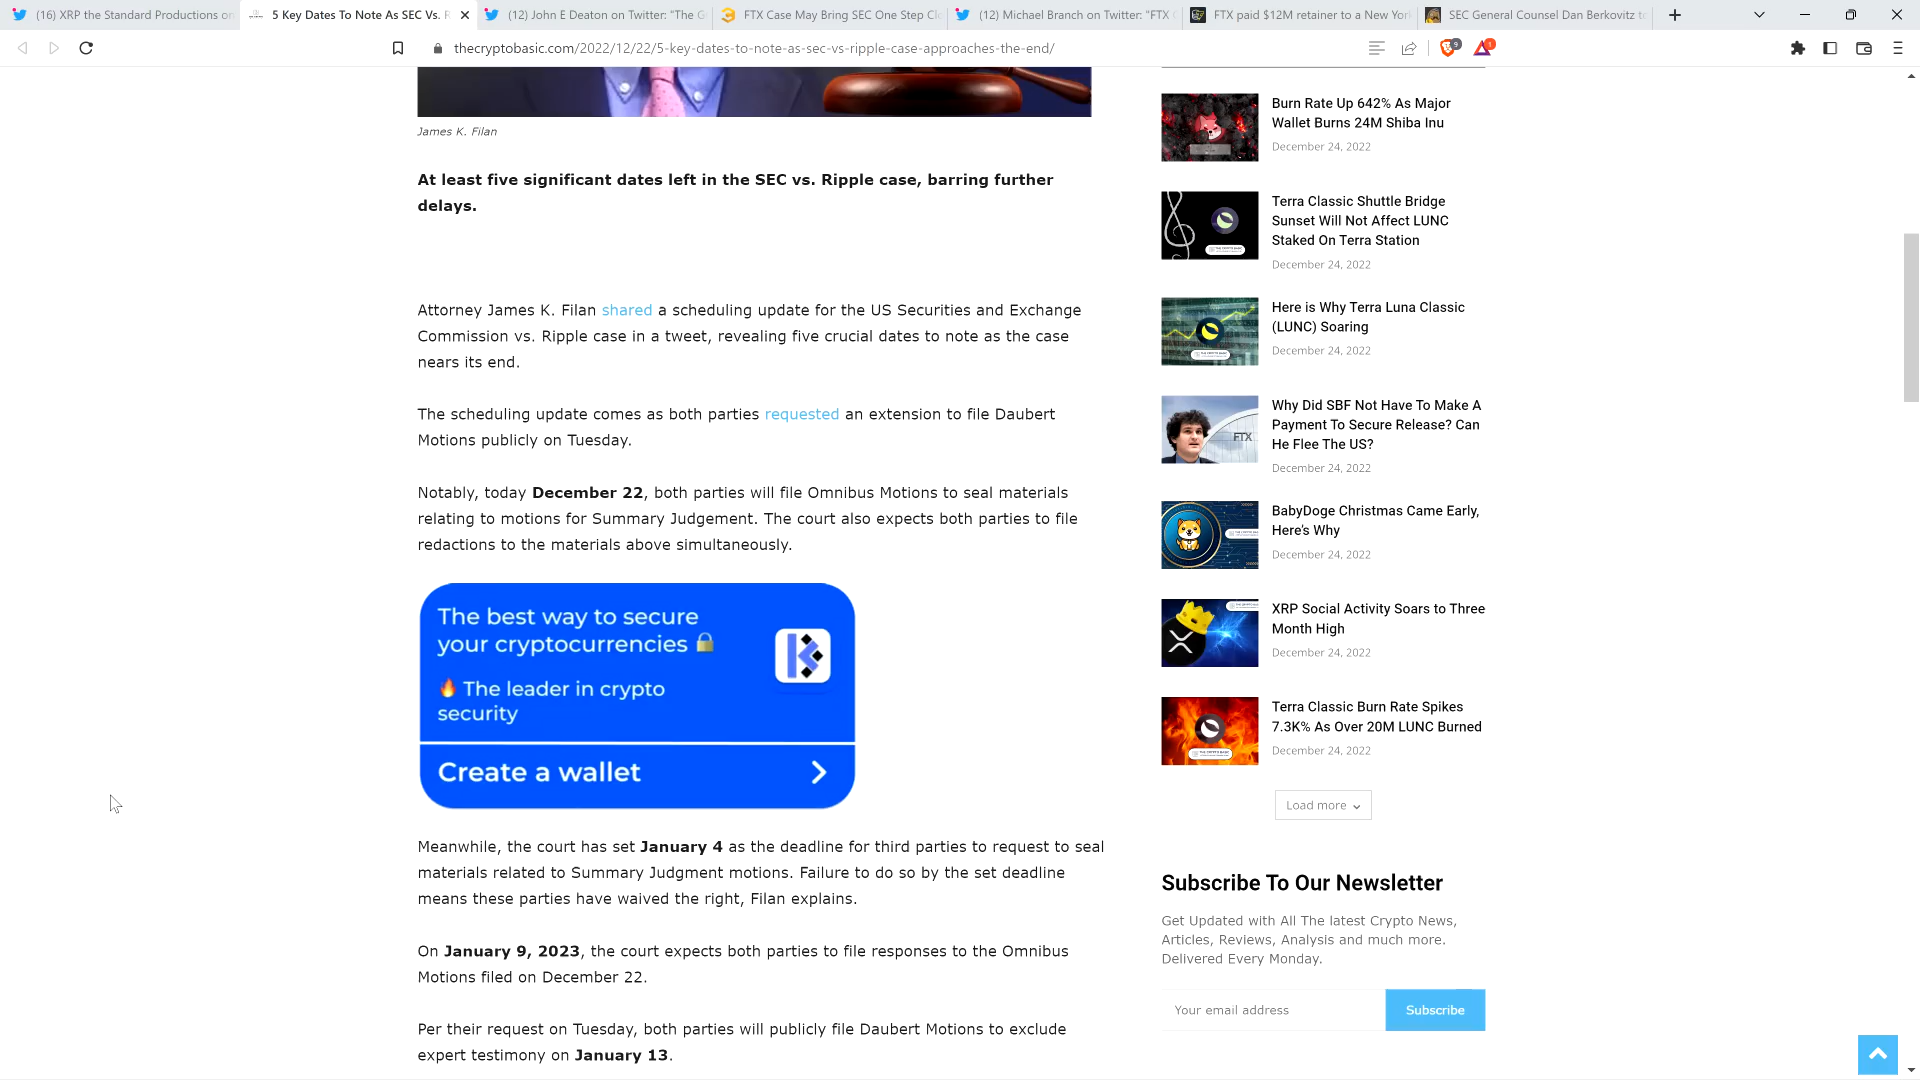 (16) XRP the Standard Productions on
5 Key Dates To Note As SEC Vs. R
(12) John E Deaton on Twitter: "The G
FTX Case May Bring SEC One Step Cl
(12) Michael Branch on Twitter: "FTX
FTX paid $12M retainer to a New York
SEC General Counsel Dan Berkovitz to
thecryptobasic.com/2022/12/22/5-key-dates-to-note-as-sec-vs-ripple-case-approaches-the-end/
9
1
James K. Filan
At least five significant dates left in the SEC vs. Ripple case, barring further
delays.
Attorney James K. Filan shared a scheduling update for the US Securities and Exchange
Commission vs. Ripple case in a tweet, revealing five crucial dates to note as the case
nears its end.
The scheduling update comes as both parties requested an extension to file Daubert
Motions publicly on Tuesday.
Notably, today December 22, both parties will file Omnibus Motions to seal materials
relating to motions for Summary Judgement. The court also expects both parties to file
redactions to the materials above simultaneously.
The best way to secure
your cryptocurrencies 🔒
🔥 The leader in crypto
security
Create a wallet
Meanwhile, the court has set January 4 as the deadline for third parties to request to seal
materials related to Summary Judgment motions. Failure to do so by the set deadline
means these parties have waived the right, Filan explains.
On January 9, 2023, the court expects both parties to file responses to the Omnibus
Motions filed on December 22.
Per their request on Tuesday, both parties will publicly file Daubert Motions to exclude
expert testimony on January 13.
Burn Rate Up 642% As Major
Wallet Burns 24M Shiba Inu
December 24, 2022
Terra Classic Shuttle Bridge
Sunset Will Not Affect LUNC
Staked On Terra Station
December 24, 2022
Here is Why Terra Luna Classic
(LUNC) Soaring
December 24, 2022
FTX
Why Did SBF Not Have To Make A
Payment To Secure Release? Can
He Flee The US?
December 24, 2022
BabyDoge Christmas Came Early,
Here's Why
December 24, 2022
XRP Social Activity Soars to Three
Month High
December 24, 2022
Terra Classic Burn Rate Spikes
7.3K% As Over 20M LUNC Burned
December 24, 2022
Load more
Subscribe To Our Newsletter
Get Updated with All The latest Crypto News,
Articles, Reviews, Analysis and much more.
Delivered Every Monday.
Your email address
Subscribe